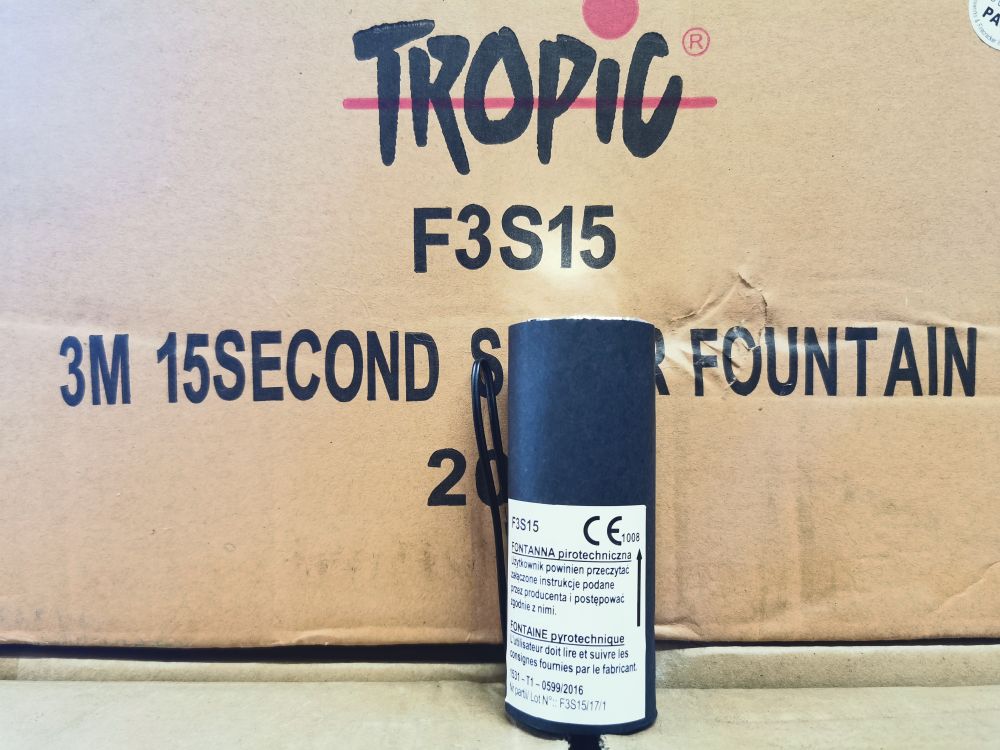 PA
TROPIC ®
F3S15
3M 15SECOND FOUNTAIN
F3S15 CE 1008
FONTANNA pirotechniczna
Użytkownik powinien przeczytać
załączone instrukcje podane
przez producenta i postępować
zgodnie z nimi.
FONTAINE pyrotechnique
L'utilisateur doit lire et suivre les
consignes fournies par le fabricant.
1531 – T1 – 0599/2016
Nr partii/ Lot N°:: F3S15/17/1